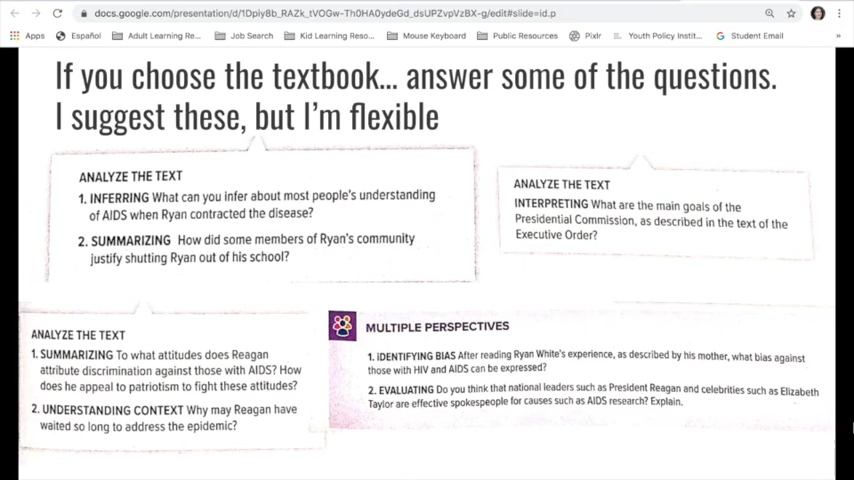 docs.google.com/presentation/d/1Dpiy8b_RAZk_tVOGw-Th0HA0ydeGd_dsUPZvpVzBX-g/edit#slide=id.p
Apps Español Adult Learning Re... Job Search Kid Learning Reso... Mouse Keyboard Public Resources Pixlr Youth Policy Instit... Student Email
If you choose the textbook... answer some of the questions.
I suggest these, but I'm flexible
ANALYZE THE TEXT
1. INFERRING What can you infer about most people's understanding
of AIDS when Ryan contracted the disease?
2. SUMMARIZING How did some members of Ryan's community
justify shutting Ryan out of his school?
ANALYZE THE TEXT
INTERPRETING What are the main goals of the
Presidential Commission, as described in the text of the
Executive Order?
ANALYZE THE TEXT
1. SUMMARIZING To what attitudes does Reagan
attribute discrimination against those with AIDS? How
does he appeal to patriotism to fight these attitudes?
2. UNDERSTANDING CONTEXT Why may Reagan have
waited so long to address the epidemic?
MULTIPLE PERSPECTIVES
1. IDENTIFYING BIAS After reading Ryan White's experience, as described by his mother, what bias against
those with HIV and AIDS can be expressed?
2. EVALUATING Do you think that national leaders such as President Reagan and celebrities such as Elizabeth
Taylor are effective spokespeople for causes such as AIDS research? Explain.